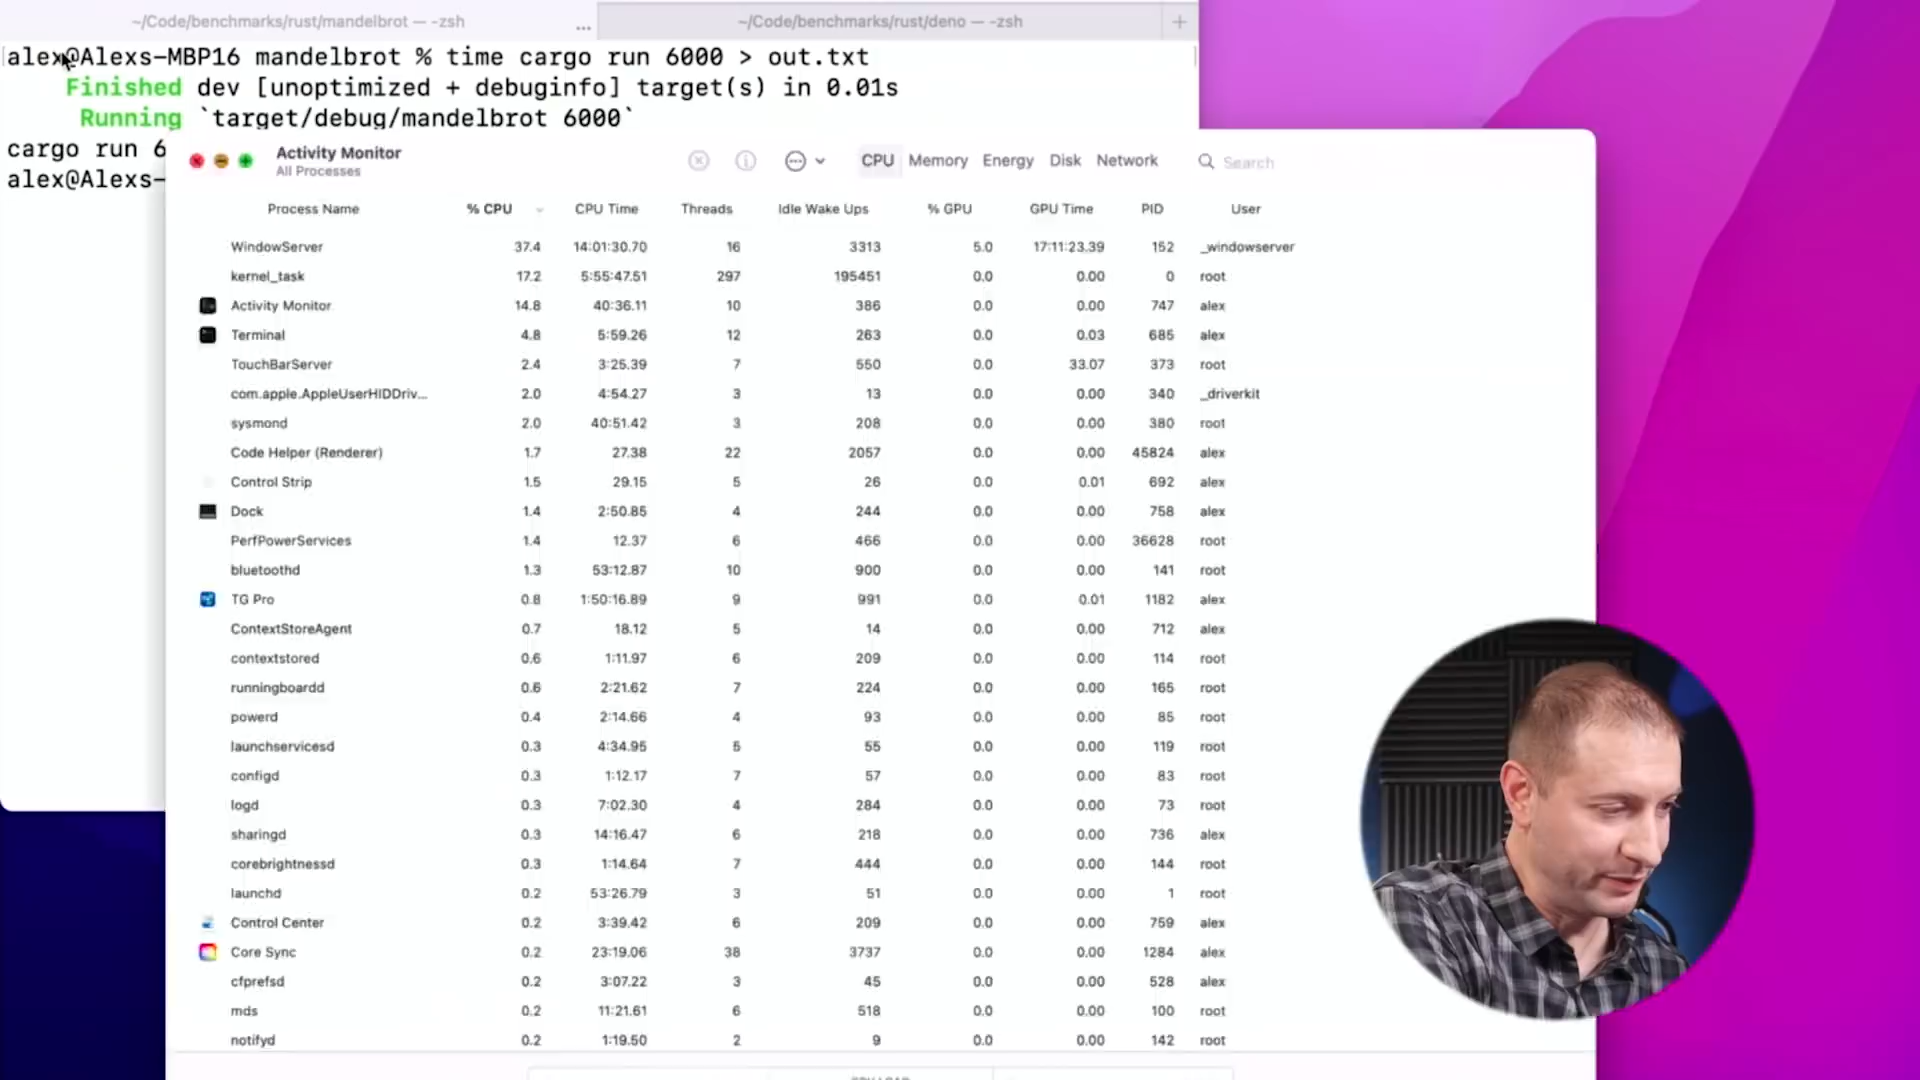 ~/Code/benchmarks/rust/mandelbrot — -zsh ... ~/Code/benchmarks/rust/deno — -zsh +
alex@Alexs-MBP16 mandelbrot % time cargo run 6000 > out.txt
Finished dev [unoptimized + debuginfo] target(s) in 0.01s
Running `target/debug/mandelbrot 6000`
cargo run 6
alex@Alexs-
Activity Monitor
All Processes
CPU Memory Energy Disk Network Search
Process Name % CPU CPU Time Threads Idle Wake Ups % GPU GPU Time PID User
WindowServer 37.4 14:01:30.70 16 3313 5.0 17:11:23.39 152 _windowserver
kernel_task 17.2 5:55:47.51 297 195451 0.0 0.00 0 root
Activity Monitor 14.8 40:36.11 10 386 0.0 0.00 747 alex
Terminal 4.8 5:59.26 12 263 0.0 0.03 685 alex
TouchBarServer 2.4 3:25.39 7 550 0.0 33.07 373 root
com.apple.AppleUserHIDDriv... 2.0 4:54.27 3 13 0.0 0.00 340 _driverkit
sysmond 2.0 40:51.42 3 208 0.0 0.00 380 root
Code Helper (Renderer) 1.7 27.38 22 2057 0.0 0.00 45824 alex
Control Strip 1.5 29.15 5 26 0.0 0.01 692 alex
Dock 1.4 2:50.85 4 244 0.0 0.00 758 alex
PerfPowerServices 1.4 12.37 6 466 0.0 0.00 36628 root
bluetoothd 1.3 53:12.87 10 900 0.0 0.00 141 root
TG Pro 0.8 1:50:16.89 9 991 0.0 0.01 1182 alex
ContextStoreAgent 0.7 18.12 5 14 0.0 0.00 712 alex
contextstored 0.6 1:11.97 6 209 0.0 0.00 114 root
runningboardd 0.6 2:21.62 7 224 0.0 0.00 165 root
powerd 0.4 2:14.66 4 93 0.0 0.00 85 root
launchservicesd 0.3 4:34.95 5 55 0.0 0.00 119 root
configd 0.3 1:12.17 7 57 0.0 0.00 83 root
logd 0.3 7:02.30 4 284 0.0 0.00 73 root
sharingd 0.3 14:16.47 6 218 0.0 0.00 736 alex
corebrightnessd 0.3 1:14.64 7 444 0.0 0.00 144 root
launchd 0.2 53:26.79 3 51 0.0 0.00 1 root
Control Center 0.2 3:39.42 6 209 0.0 0.00 759 alex
Core Sync 0.2 23:19.06 38 3737 0.0 0.00 1284 alex
cfprefsd 0.2 3:07.22 3 45 0.0 0.00 528 alex
mds 0.2 11:21.61 6 518 0.0 0.00 100 root
notifyd 0.2 1:19.50 2 9 0.0 0.00 142 root